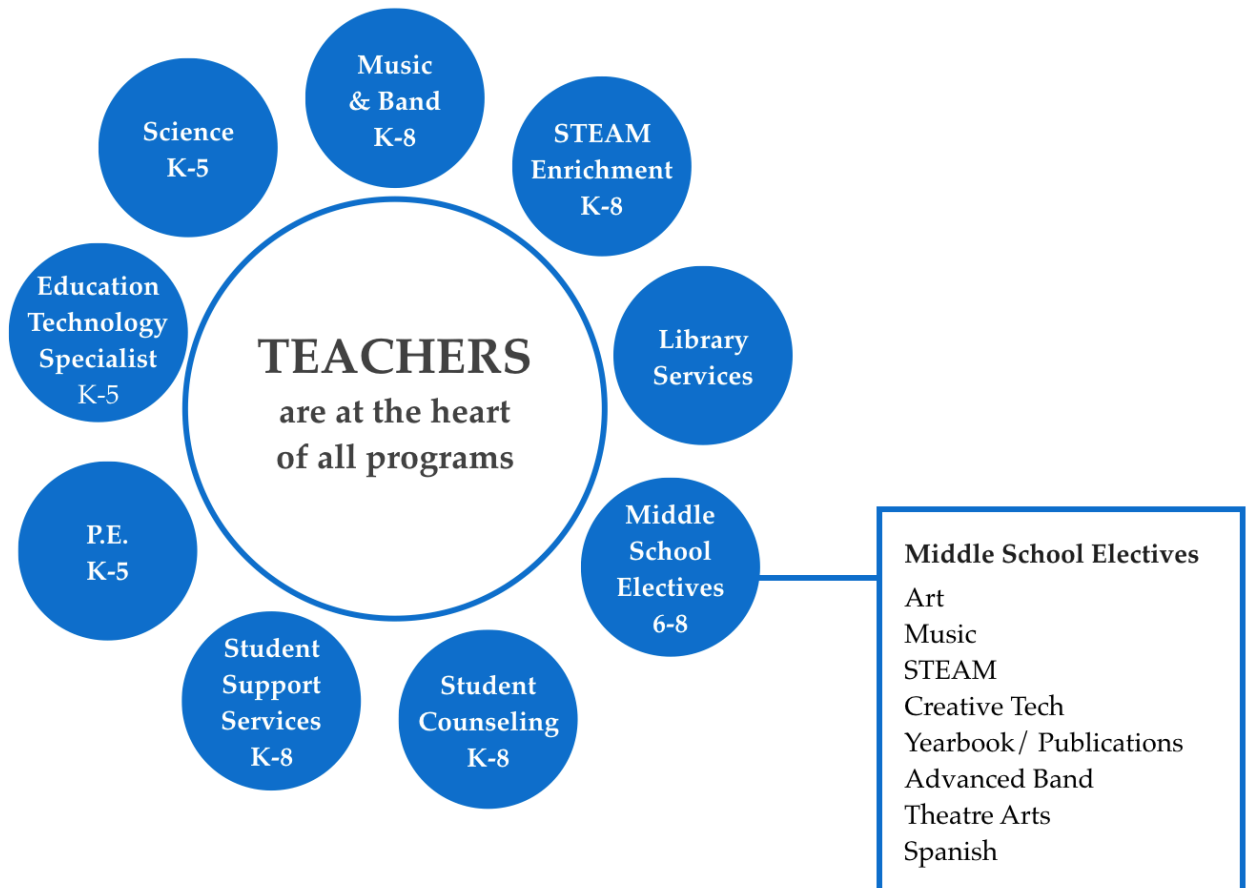 Music
& Band
K-8
STEAM
Enrichment
K-8
Library
Services
Middle
School
Electives
6-8
Student
Counseling
K-8
Student
Support
Services
K-8
P.E.
K-5
Education
Technology
Specialist
K-5
Science
K-5
TEACHERS
are at the heart
of all programs
Middle School Electives
Art
Music
STEAM
Creative Tech
Yearbook/ Publications
Advanced Band
Theatre Arts
Spanish